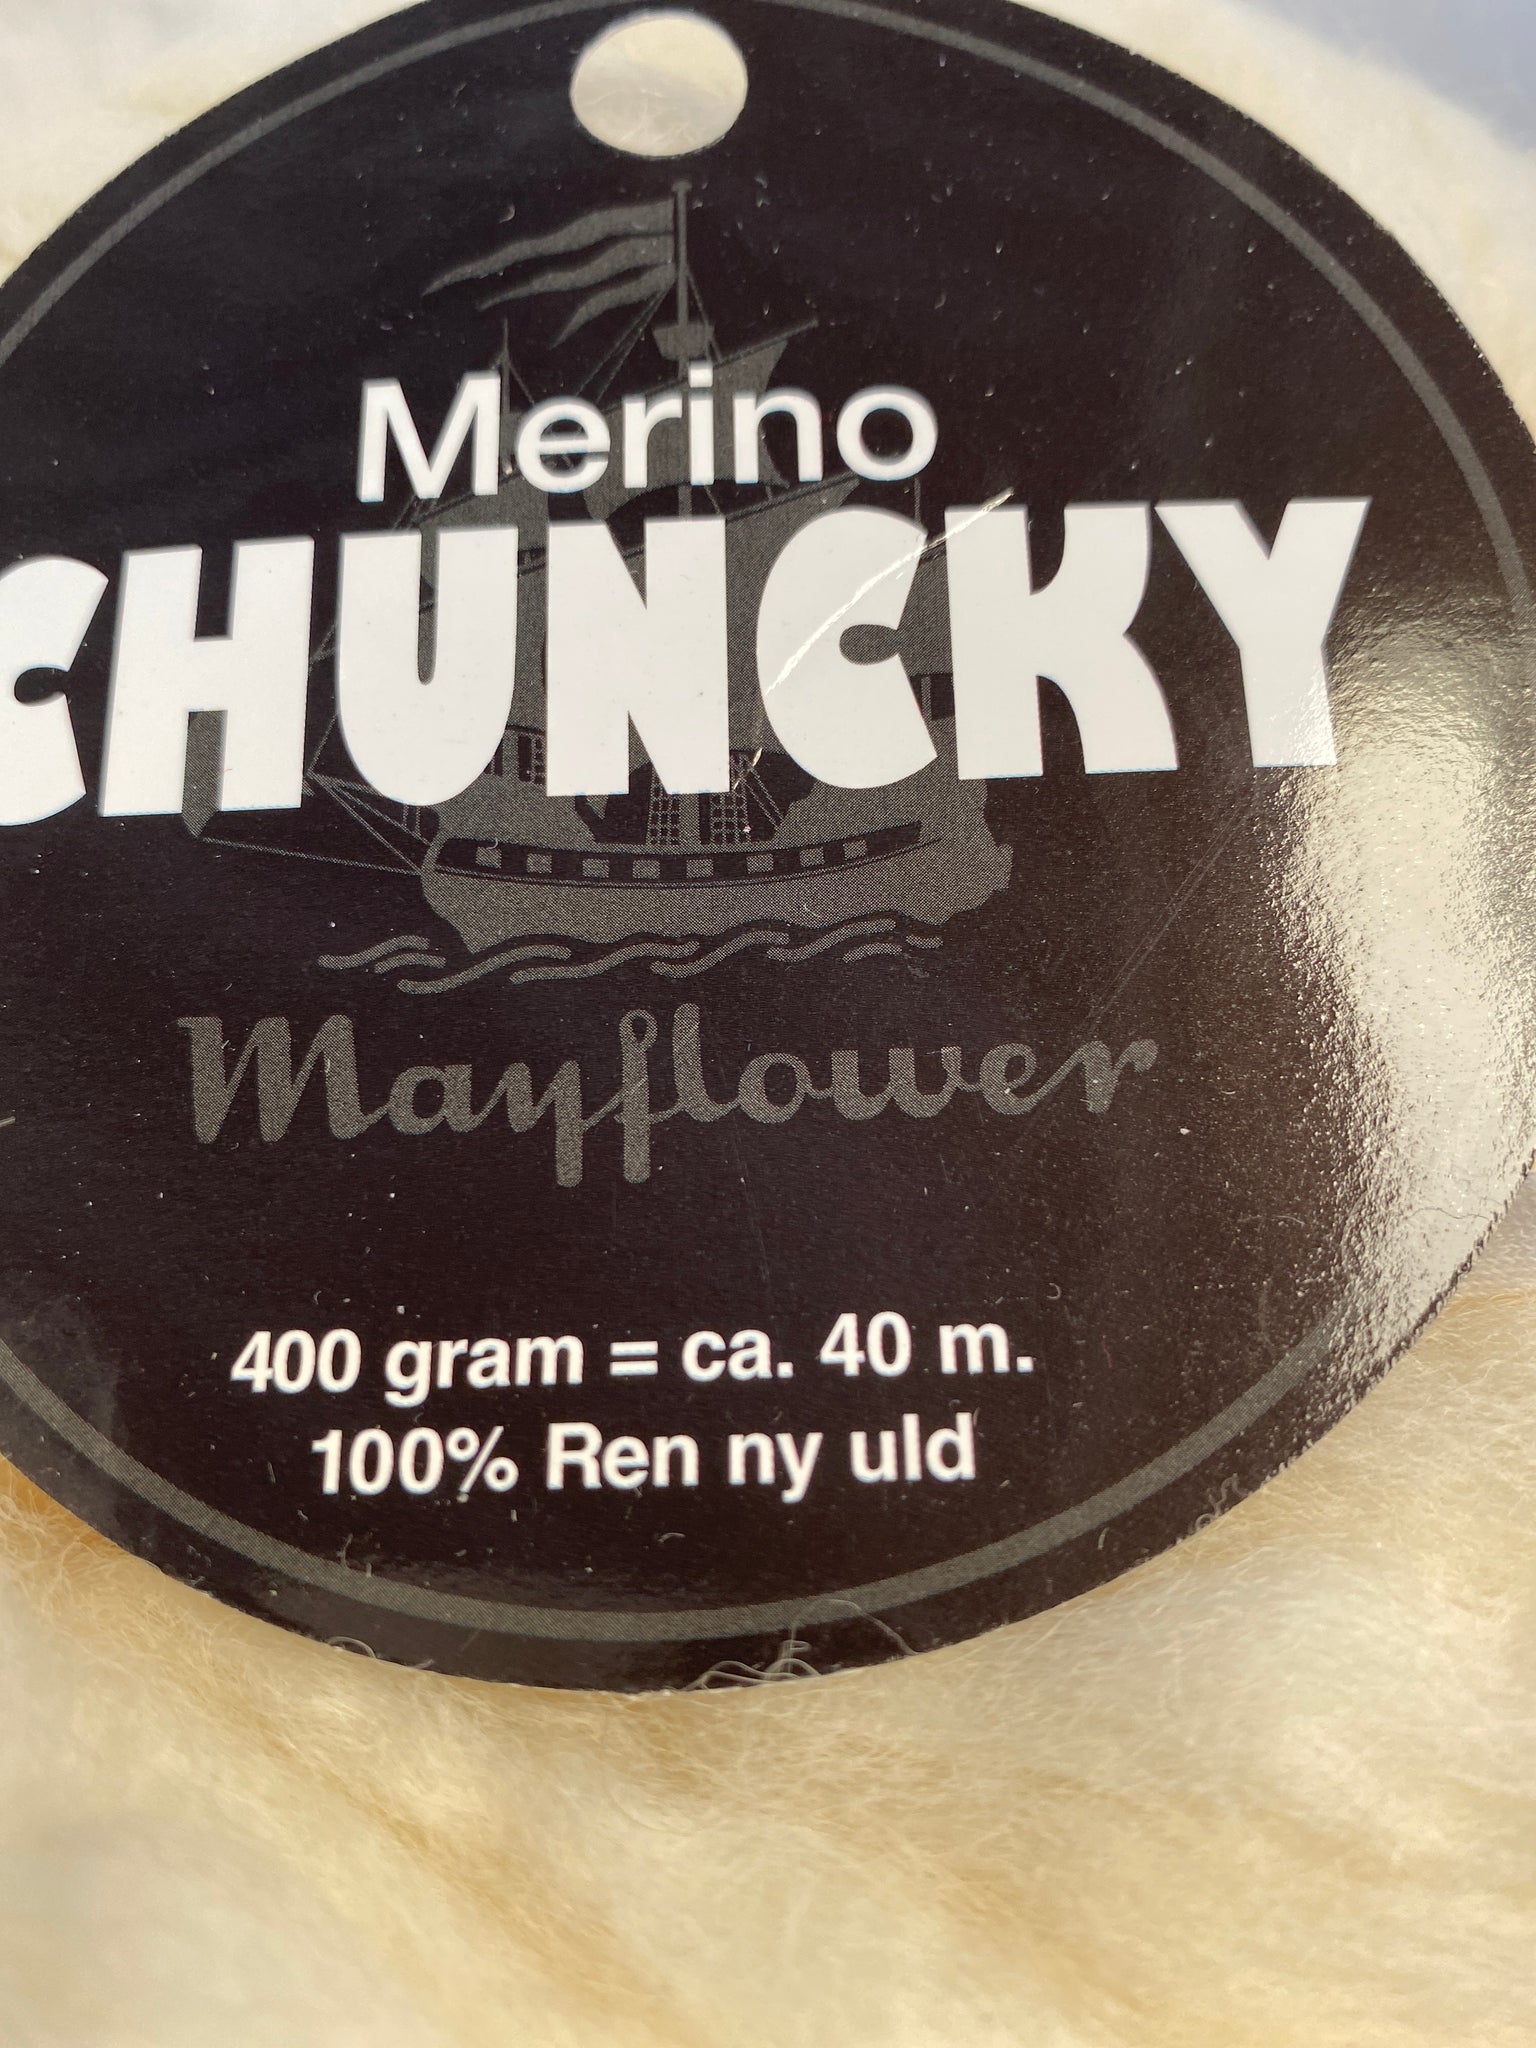 Merino
CHUNCKY
Mayflower
400 gram = ca. 40 m.
100% Ren ny uld